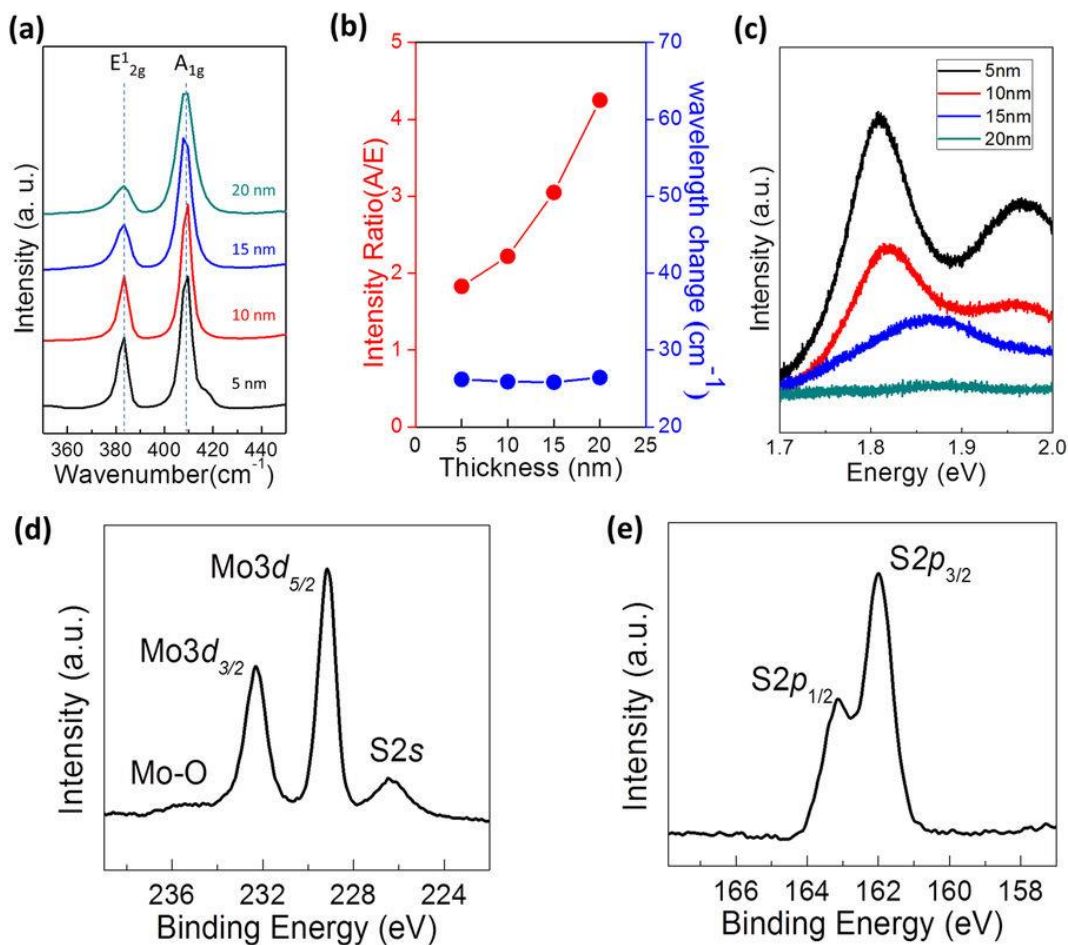 (a)
E¹₂g
A₁g
20 nm
15 nm
10 nm
5 nm
Intensity (a. u.)
350 380 410 440
Wavenumber(cm⁻¹)
(b)
5
4
3
2
1
0
Intensity Ratio(A/E)
70
60
50
40
30
20
wavelength change (cm⁻¹)
0 5 10 15 20 25
Thickness (nm)
(c)
5nm
10nm
15nm
20nm
Intensity (a.u.)
1.7 1.8 1.9 2.0
Energy (eV)
(d)
Mo3d₅/₂
Mo3d₃/₂
Mo-O
S2s
Intensity (a.u.)
236 232 228 224
Binding Energy (eV)
(e)
S2p₃/₂
S2p₁/₂
Intensity (a.u.)
166 164 162 160 158
Binding Energy (eV)